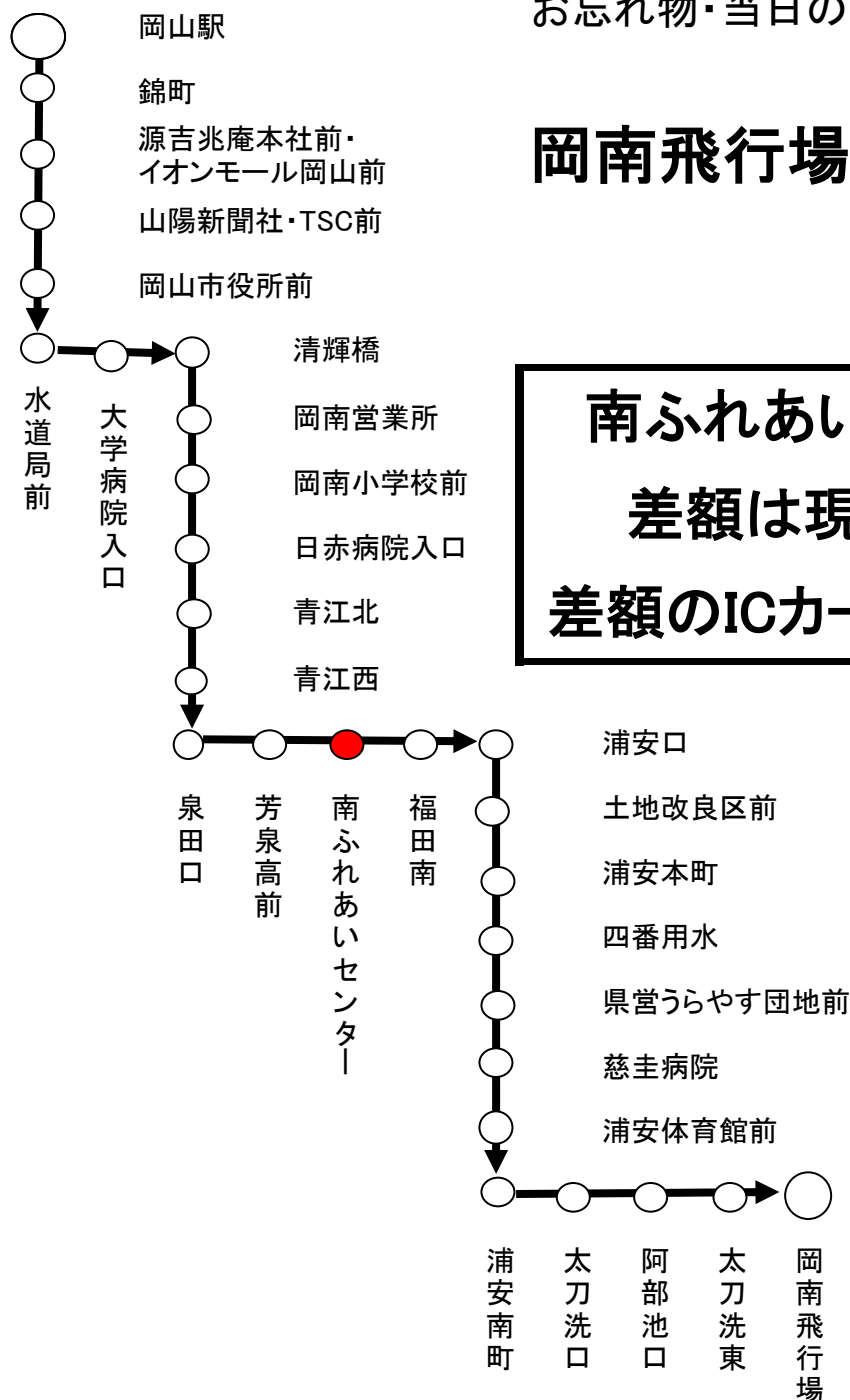 お忘れ物・当日の
岡山駅
錦町
源吉兆庵本社前・
イオンモール岡山前
山陽新聞社・TSC前
岡山市役所前
岡南飛行場
水道局前
大学病院入口
清輝橋
岡南営業所
岡南小学校前
日赤病院入口
青江北
青江西
南ふれあい
差額は現
差額のICカー
泉田口
芳泉高前
南ふれあいセンター
福田南
浦安口
土地改良区前
浦安本町
四番用水
県営うらやす団地前
慈圭病院
浦安体育館前
浦安南町
太刀洗口
阿部池口
太刀洗東
岡南飛行場